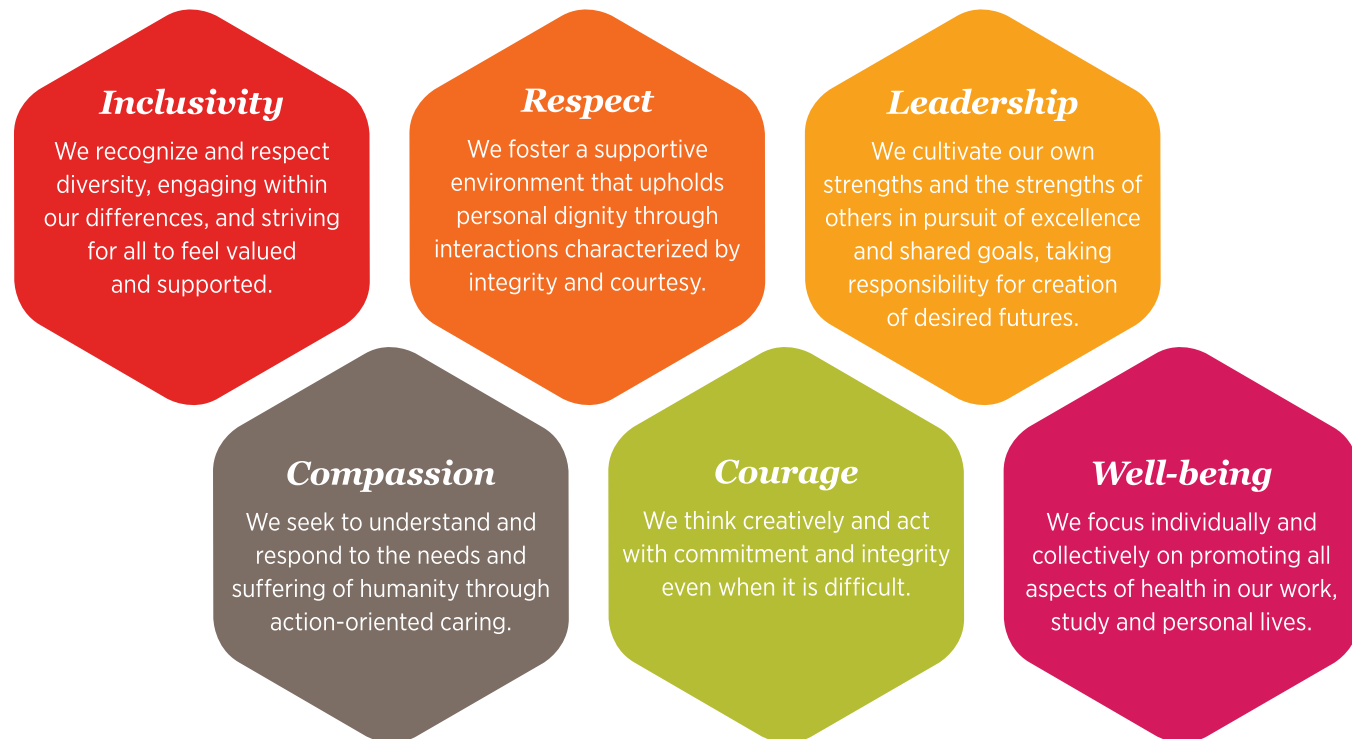 Inclusivity
We recognize and respect
diversity, engaging within
our differences, and striving
for all to feel valued
and supported.
Respect
We foster a supportive
environment that upholds
personal dignity through
interactions characterized by
integrity and courtesy.
Leadership
We cultivate our own
strengths and the strengths of
others in pursuit of excellence
and shared goals, taking
responsibility for creation
of desired futures.
Compassion
We seek to understand and
respond to the needs and
suffering of humanity through
action-oriented caring.
Courage
We think creatively and act
with commitment and integrity
even when it is difficult.
Well-being
We focus individually and
collectively on promoting all
aspects of health in our work,
study and personal lives.